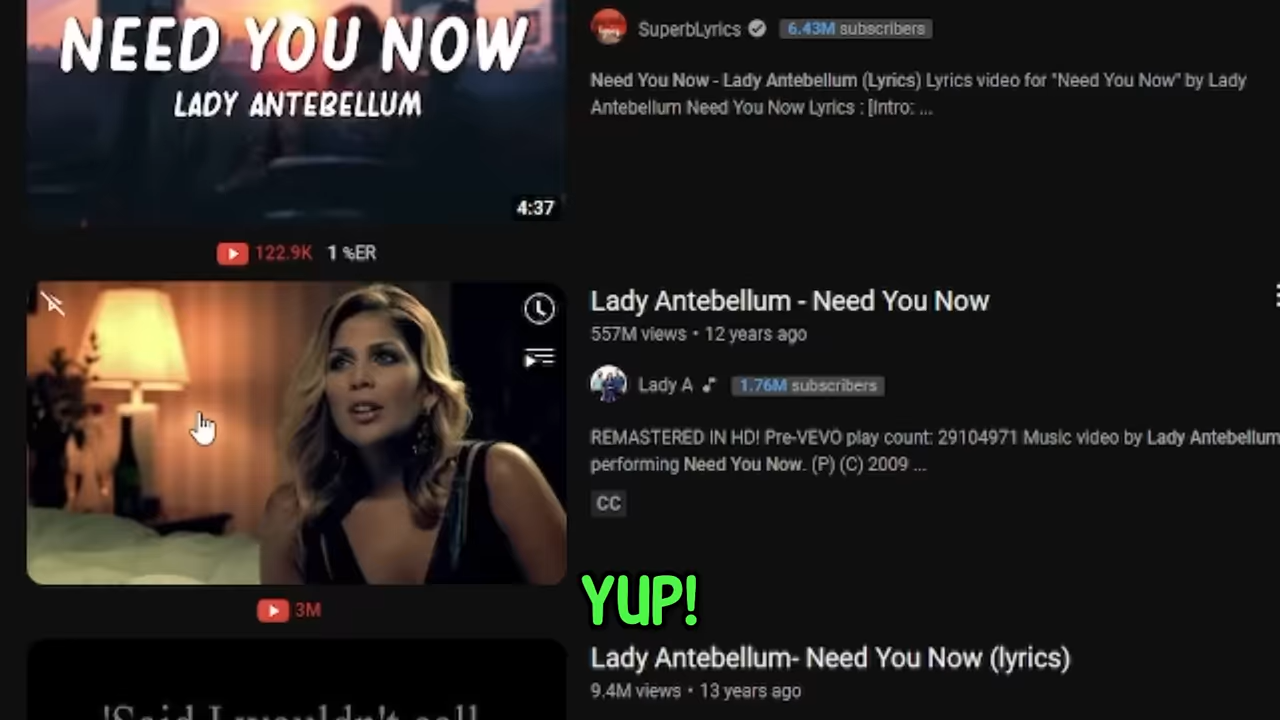 NEED YOU NOW
LADY ANTEBELLUM
4:37
122.9K 1 %ER
SuperbLyrics 6.43M subscribers
Need You Now - Lady Antebellum (Lyrics) Lyrics video for "Need You Now" by Lady
Antebellum Need You Now Lyrics : [Intro: ...
Lady Antebellum - Need You Now
557M views • 12 years ago
Lady A 1.76M subscribers
REMASTERED IN HD! Pre-VEVO play count: 29104971 Music video by Lady Antebellum
performing Need You Now. (P) (C) 2009 ...
CC
3M
YUP!
Lady Antebellum- Need You Now (lyrics)
9.4M views • 13 years ago
'Said I wouldn't call